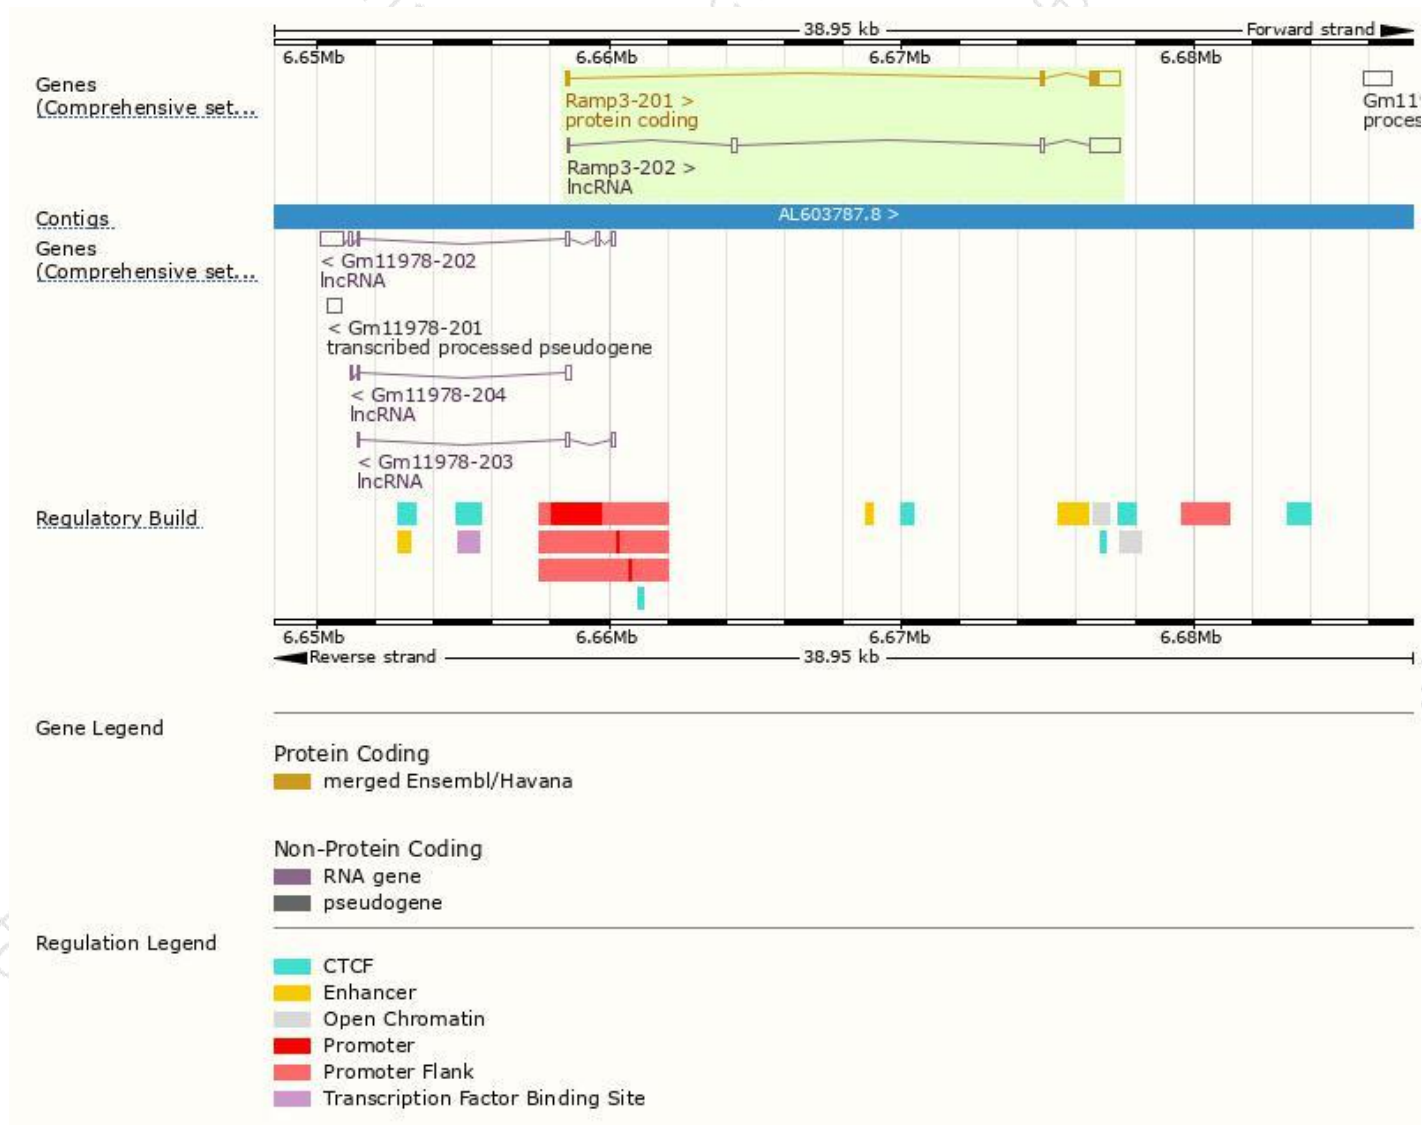 38.95 kb Forward strand
6.65Mb 6.66Mb 6.67Mb 6.68Mb
Genes
(Comprehensive set...
Ramp3-201 >
protein coding
Gm11
proces
Ramp3-202 >
lncRNA
Contigs
AL603787.8 >
Genes
(Comprehensive set...
< Gm11978-202
lncRNA
< Gm11978-201
transcribed processed pseudogene
< Gm11978-204
lncRNA
< Gm11978-203
lncRNA
Regulatory Build
6.65Mb 6.66Mb 6.67Mb 6.68Mb
Reverse strand 38.95 kb
Gene Legend
Protein Coding
merged Ensembl/Havana
Non-Protein Coding
RNA gene
pseudogene
Regulation Legend
CTCF
Enhancer
Open Chromatin
Promoter
Promoter Flank
Transcription Factor Binding Site